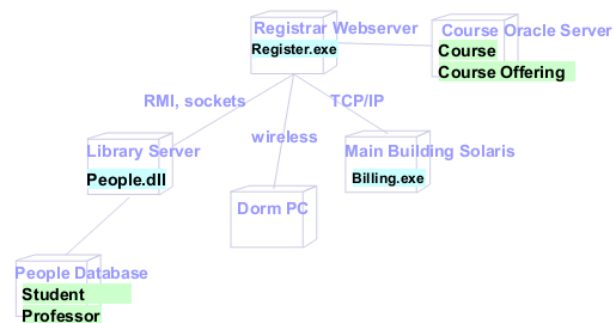 Registrar Webserver
Register.exe
Course Oracle Server
Course
Course Offering
RMI, sockets
TCP/IP
wireless
Library Server
People.dll
Main Building Solaris
Billing.exe
Dorm PC
People Database
Student
Professor